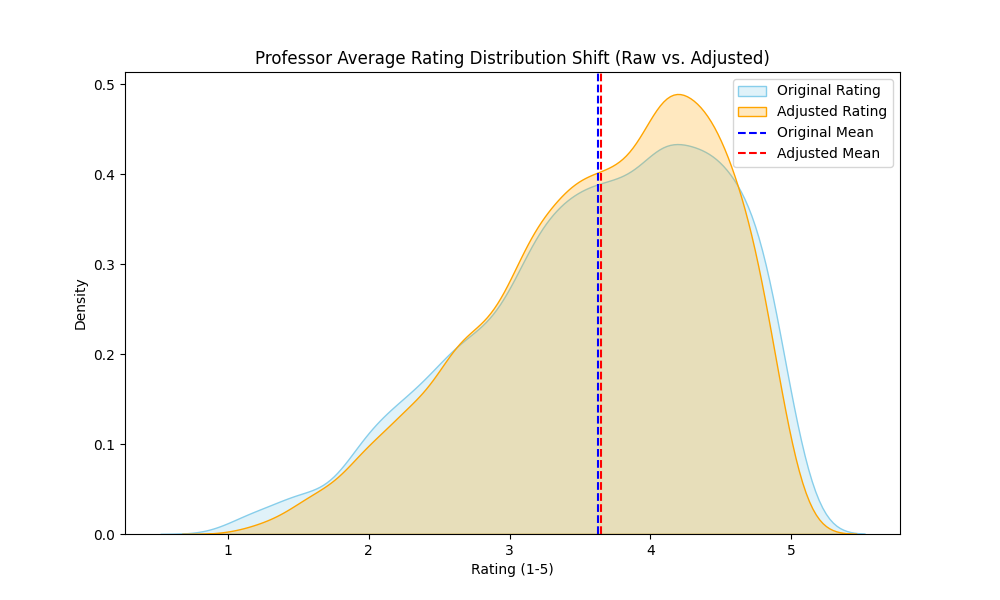 Professor Average Rating Distribution Shift (Raw vs. Adjusted)
Original Rating
Adjusted Rating
Original Mean
Adjusted Mean
Density
0.5
0.4
0.3
0.2
0.1
0.0
1 2 3 4 5
Rating (1-5)